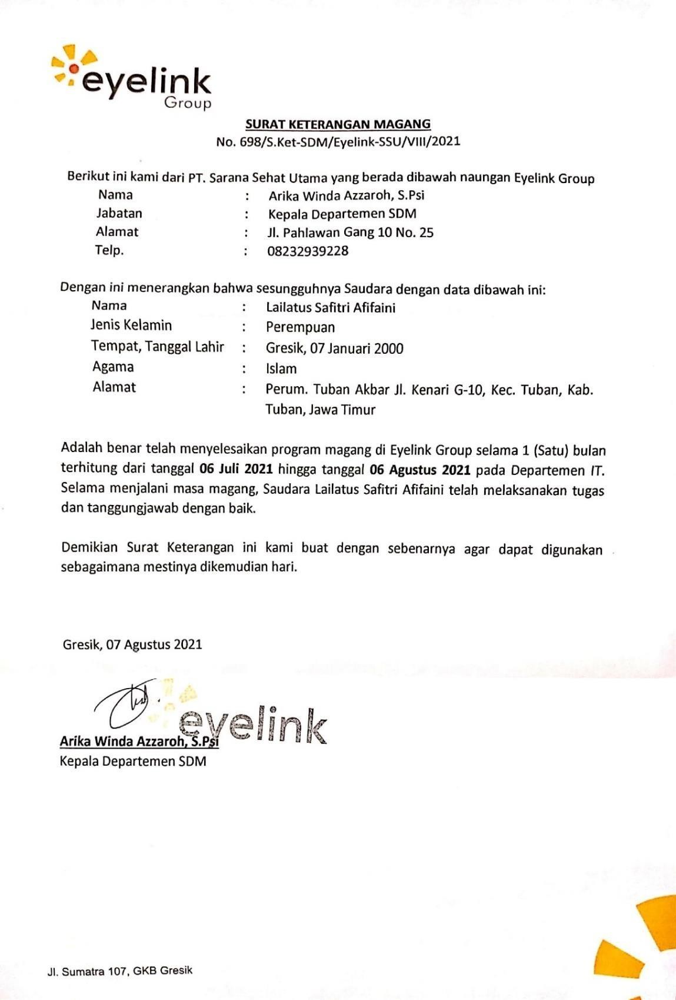 eyelink
Group
SURAT KETERANGAN MAGANG
No. 698/S.Ket-SDM/Eyelink-SSU/VIII/2021
Berikut ini kami dari PT. Sarana Sehat Utama yang berada dibawah naungan Eyelink Group
Nama : Arika Winda Azzaroh, S.Psi
Jabatan : Kepala Departemen SDM
Alamat : Jl. Pahlawan Gang 10 No. 25
Telp. : 08232939228
Dengan ini menerangkan bahwa sesungguhnya Saudara dengan data dibawah ini:
Nama : Lailatus Safitri Afifaini
Jenis Kelamin : Perempuan
Tempat, Tanggal Lahir : Gresik, 07 Januari 2000
Agama : Islam
Alamat : Perum. Tuban Akbar Jl. Kenari G-10, Kec. Tuban, Kab.
Tuban, Jawa Timur
Adalah benar telah menyelesaikan program magang di Eyelink Group selama 1 (Satu) bulan
terhitung dari tanggal 06 Juli 2021 hingga tanggal 06 Agustus 2021 pada Departemen IT.
Selama menjalani masa magang, Saudara Lailatus Safitri Afifaini telah melaksanakan tugas
dan tanggungjawab dengan baik.
Demikian Surat Keterangan ini kami buat dengan sebenarnya agar dapat digunakan
sebagaimana mestinya dikemudian hari.
Gresik, 07 Agustus 2021
eyelink
Arika Winda Azzaroh, S.Psi
Kepala Departemen SDM
Jl. Sumatra 107, GKB Gresik